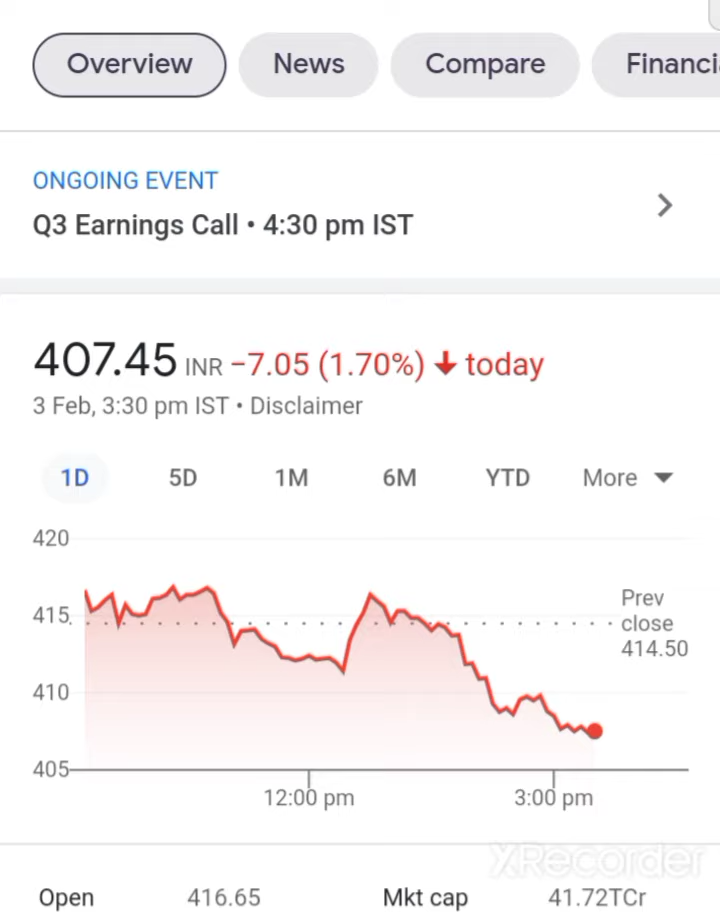 Overview News Compare Financi
ONGOING EVENT
Q3 Earnings Call • 4:30 pm IST
407.45 INR −7.05 (1.70%) ↓ today
3 Feb, 3:30 pm IST • Disclaimer
1D 5D 1M 6M YTD More
420
415
410
405
Prev
close
414.50
12:00 pm 3:00 pm
XRecorder
Open 416.65 Mkt cap 41.72TCr